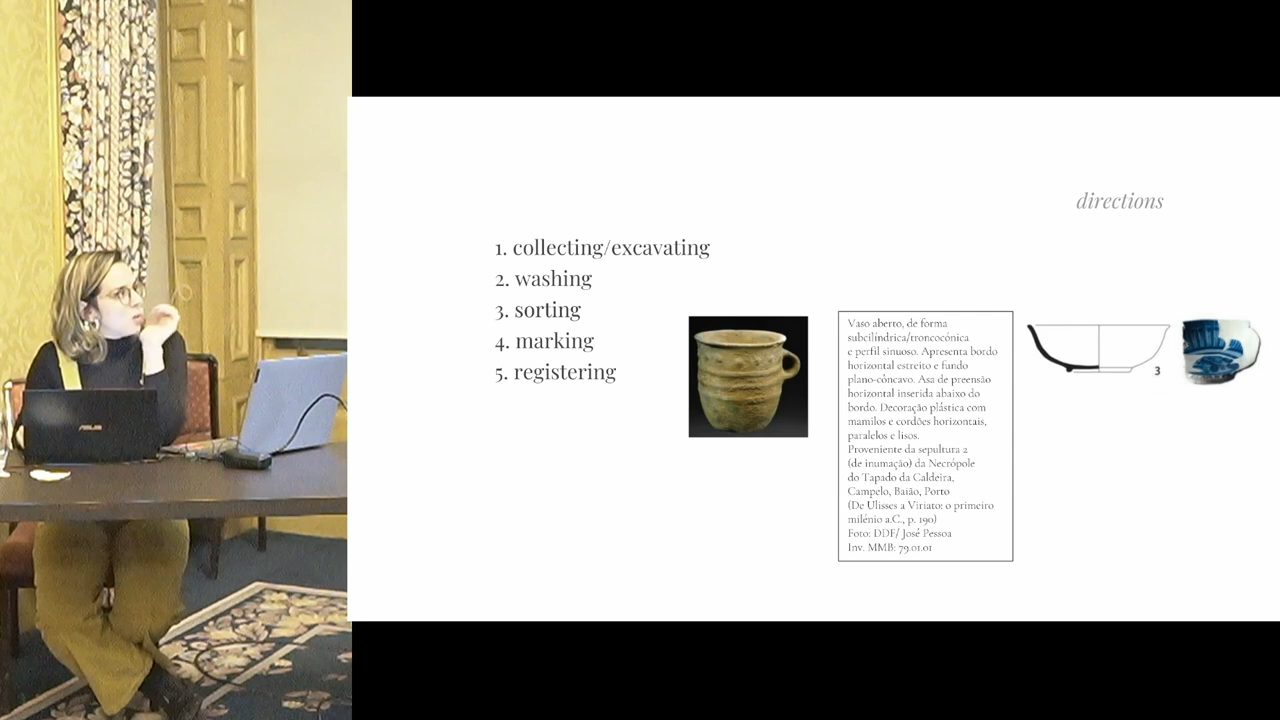 directions
1. collecting/excavating
2. washing
3. sorting
4. marking
5. registering
Vaso aberto, de forma
subcilíndrica/troncocónica
e perfil sinuoso. Apresenta bordo
horizontal estreito e fundo
plano-côncavo. Asa de preensão
horizontal inserida abaixo do
bordo. Decoração plástica com
mamilos e cordões horizontais,
paralelos e lisos.
Proveniente da sepultura 2
(de inumação) da Necrópole
do Tapado da Caldeira,
Campelo, Baião, Porto
(De Ulisses a Viriato: o primeiro
milénio a.C., p. 190)
Foto: DDF/ José Pessoa
Inv. MMB: 79.01.01
3
ASUS